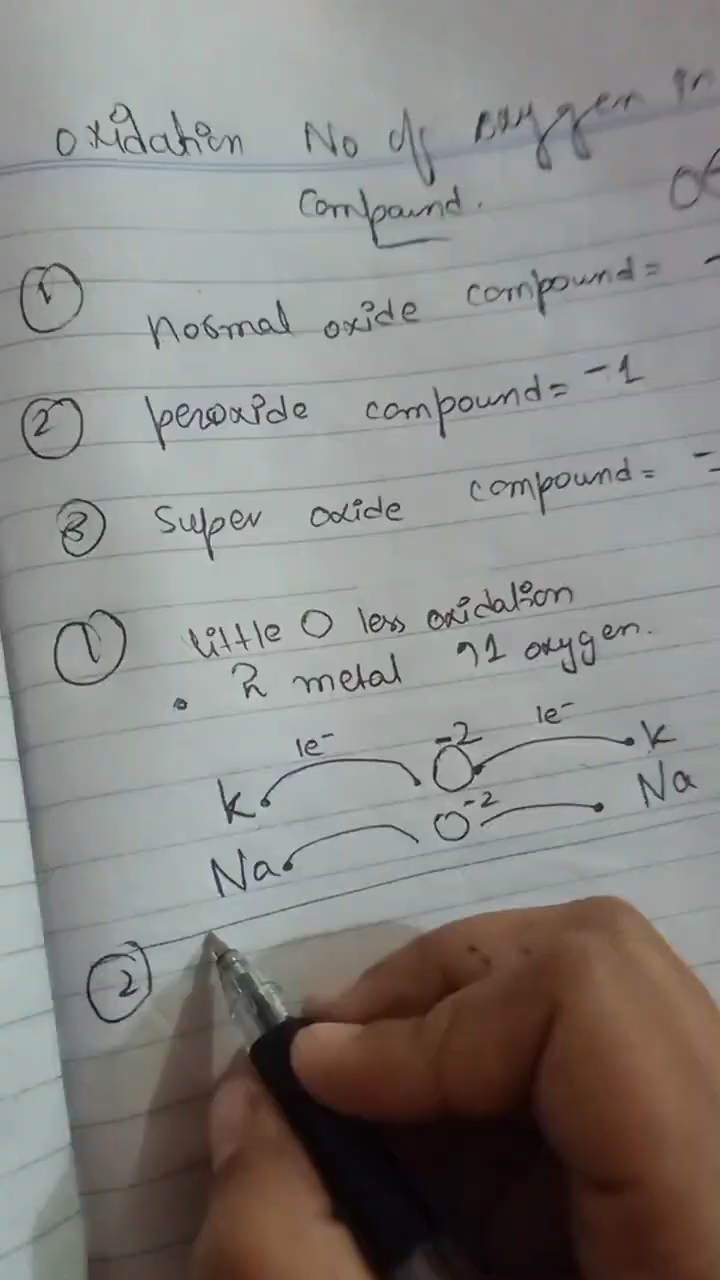 Oxidation No of oxygen in
Compound.
① normal oxide compound = -
② peroxide compound = -1
③ Super oxide compound = -
① little O less oxidation
• 2 metal 1 oxygen.
1e⁻ 1e⁻
K O⁻² K
Na O⁻² Na
②